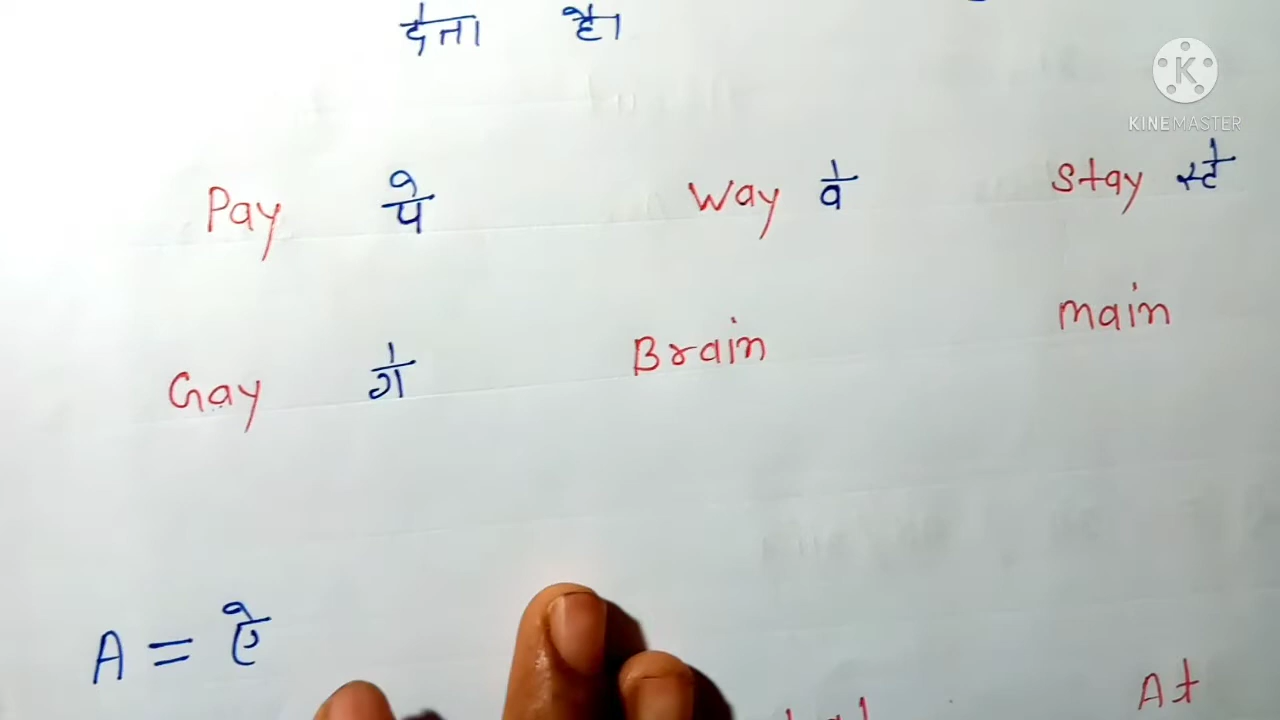 देता है।
KINEMASTER
Pay पे Way वे Stay स्टे
Gay गे Brain main
A = ऐ
At